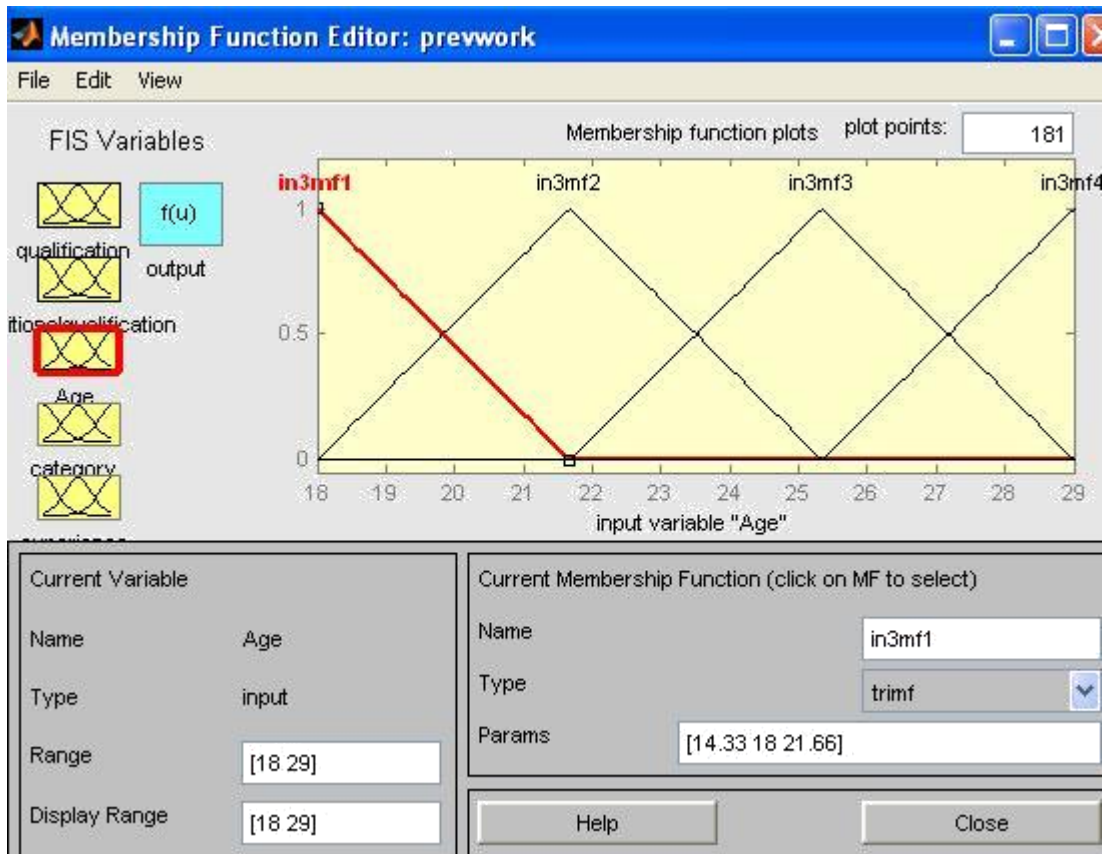 Membership Function Editor: prevwork
File Edit View
FIS Variables
qualification
f(u)
output
itionalqualification
Age
category
Membership function plots plot points: 181
in3mf1 in3mf2 in3mf3 in3mf4
1
0.5
0
18 19 20 21 22 23 24 25 26 27 28 29
input variable "Age"
Current Variable
Name Age
Type input
Range [18 29]
Display Range [18 29]
Current Membership Function (click on MF to select)
Name in3mf1
Type trimf
Params [14.33 18 21.66]
Help Close